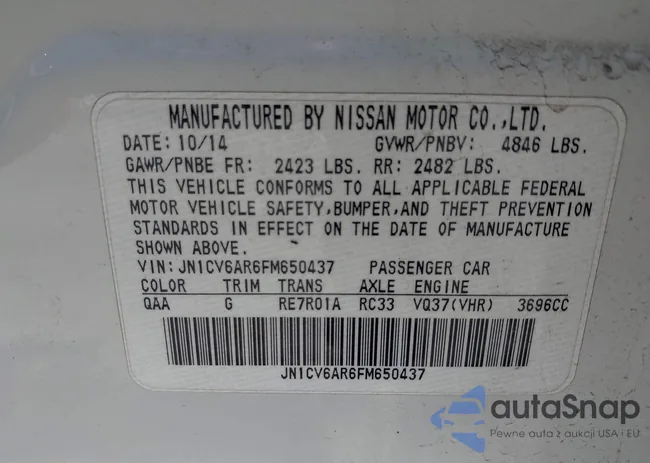 MANUFACTURED BY NISSAN MOTOR CO.,LTD.
DATE: 10/14 GVWR/PNBV: 4846 LBS.
GAWR/PNBE FR: 2423 LBS. RR: 2482 LBS.
THIS VEHICLE CONFORMS TO ALL APPLICABLE FEDERAL
MOTOR VEHICLE SAFETY,BUMPER,AND THEFT PREVENTION
STANDARDS IN EFFECT ON THE DATE OF MANUFACTURE
SHOWN ABOVE.
VIN:JN1CV6AR6FM650437 PASSENGER CAR
COLOR TRIM TRANS AXLE ENGINE
QAA G RE7R01A RC33 VQ37(VHR) 3696CC
JN1CV6AR6FM650437
autaSnap
Pewne auta z aukcji USA · EU